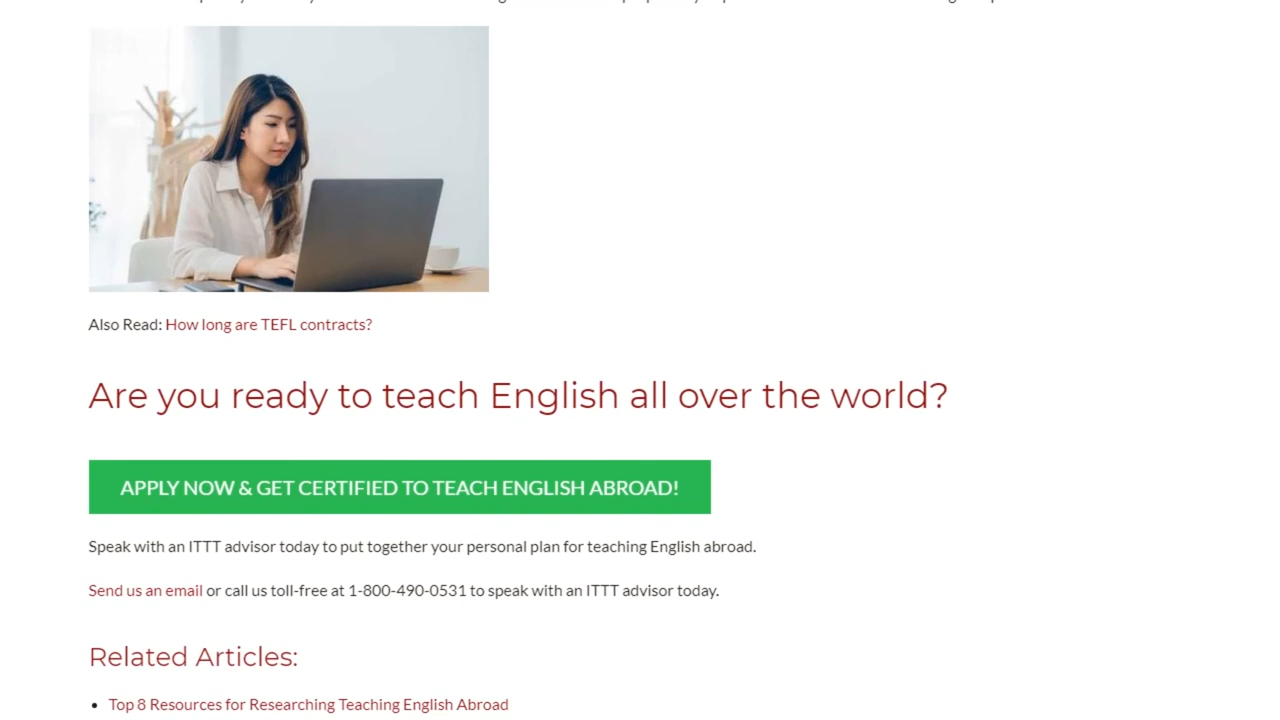 Also Read: How long are TEFL contracts?
Are you ready to teach English all over the world?
APPLY NOW & GET CERTIFIED TO TEACH ENGLISH ABROAD!
Speak with an ITTT advisor today to put together your personal plan for teaching English abroad.
Send us an email or call us toll-free at 1-800-490-0531 to speak with an ITTT advisor today.
Related Articles:
• Top 8 Resources for Researching Teaching English Abroad